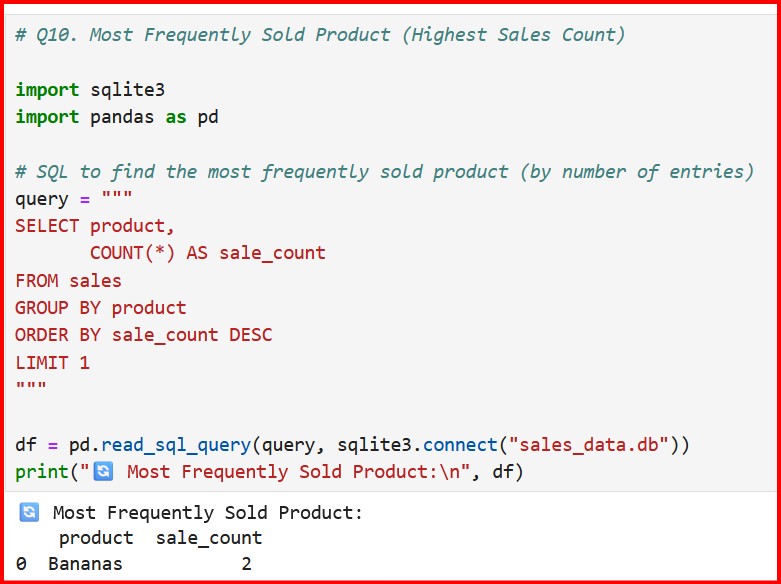 # Q10. Most Frequently Sold Product (Highest Sales Count)
import sqlite3
import pandas as pd
# SQL to find the most frequently sold product (by number of entries)
query = """
SELECT product,
       COUNT(*) AS sale_count
FROM sales
GROUP BY product
ORDER BY sale_count DESC
LIMIT 1
"""
df = pd.read_sql_query(query, sqlite3.connect("sales_data.db"))
print("🔄 Most Frequently Sold Product:\n", df)
🔄 Most Frequently Sold Product:
    product  sale_count
0  Bananas           2